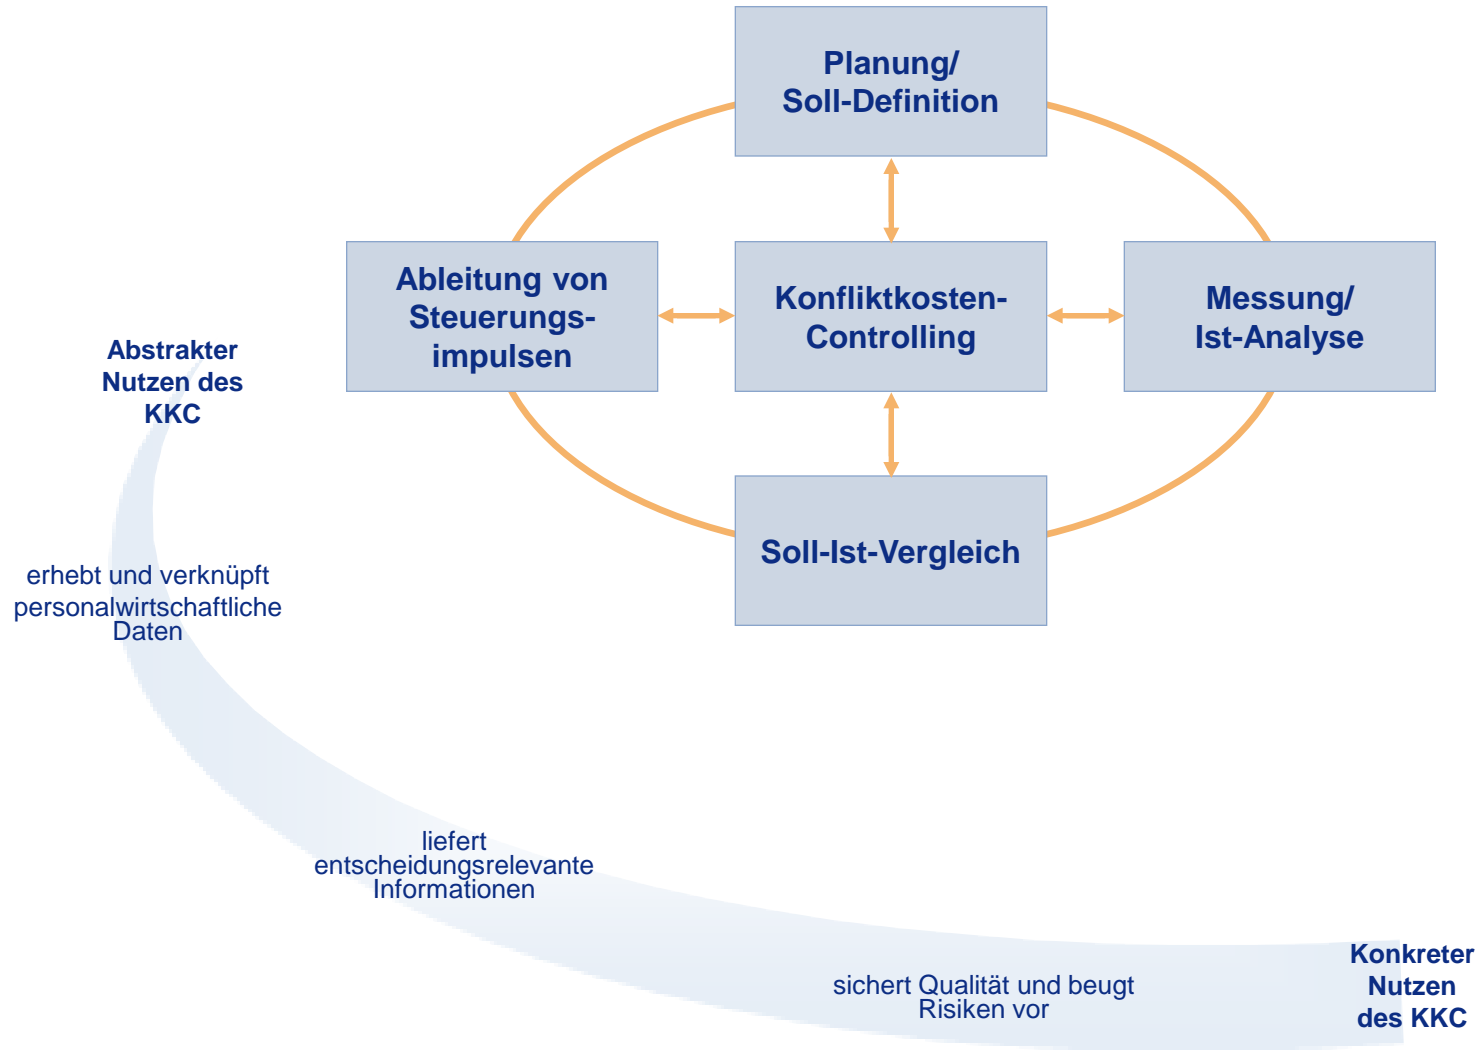 Planung/
Soll-Definition
Ableitung von
Steuerungs-
impulsen
Konfliktkosten-
Controlling
Messung/
Ist-Analyse
Soll-Ist-Vergleich
Abstrakter
Nutzen des
KKC
erhebt und verknüpft
personalwirtschaftliche
Daten
liefert
entscheidungsrelevante
Informationen
sichert Qualität und beugt
Risiken vor
Konkreter
Nutzen
des KKC